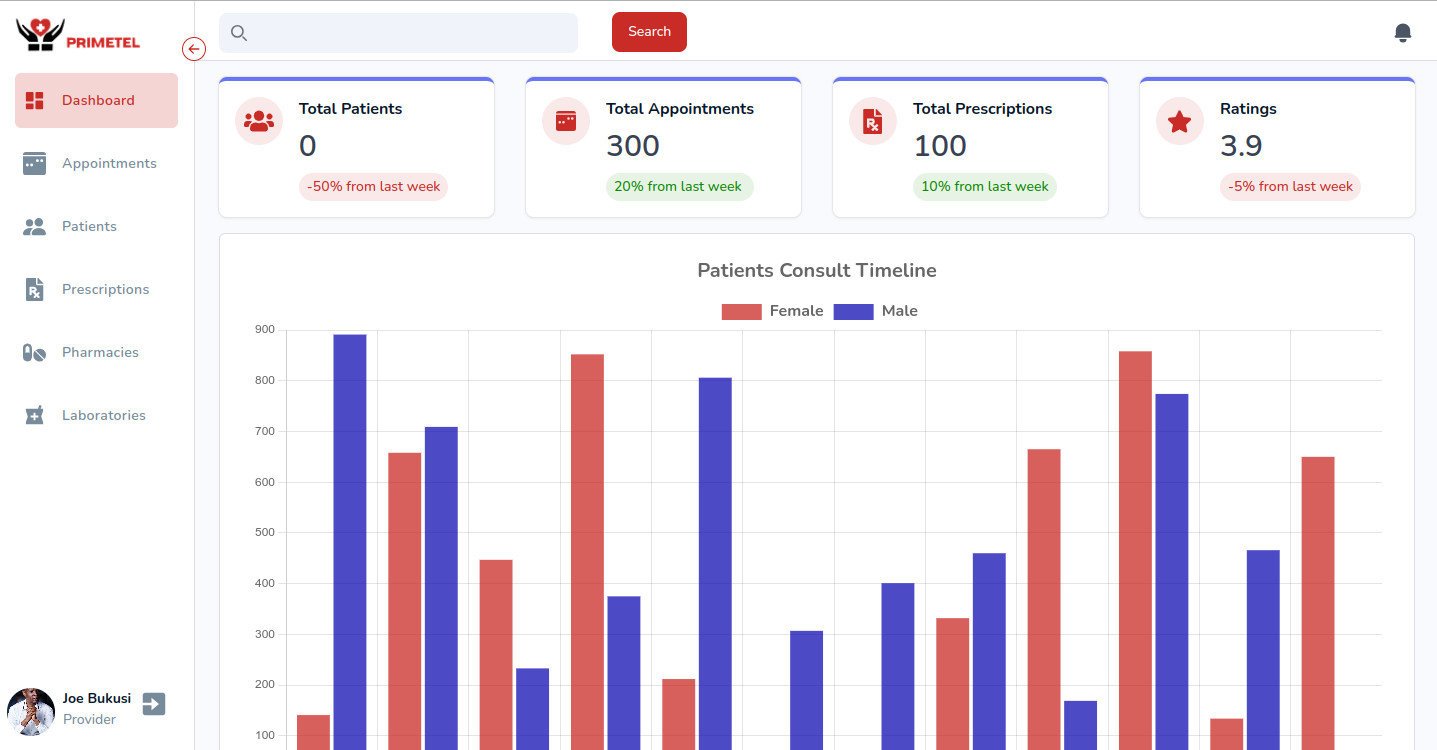 PRIMETEL
Search
Dashboard
Appointments
Patients
Prescriptions
Pharmacies
Laboratories
Joe Bukusi
Provider
Total Patients
0
-50% from last week
Total Appointments
300
20% from last week
Total Prescriptions
100
10% from last week
Ratings
3.9
-5% from last week
Patients Consult Timeline
Female Male
900
800
700
600
500
400
300
200
100